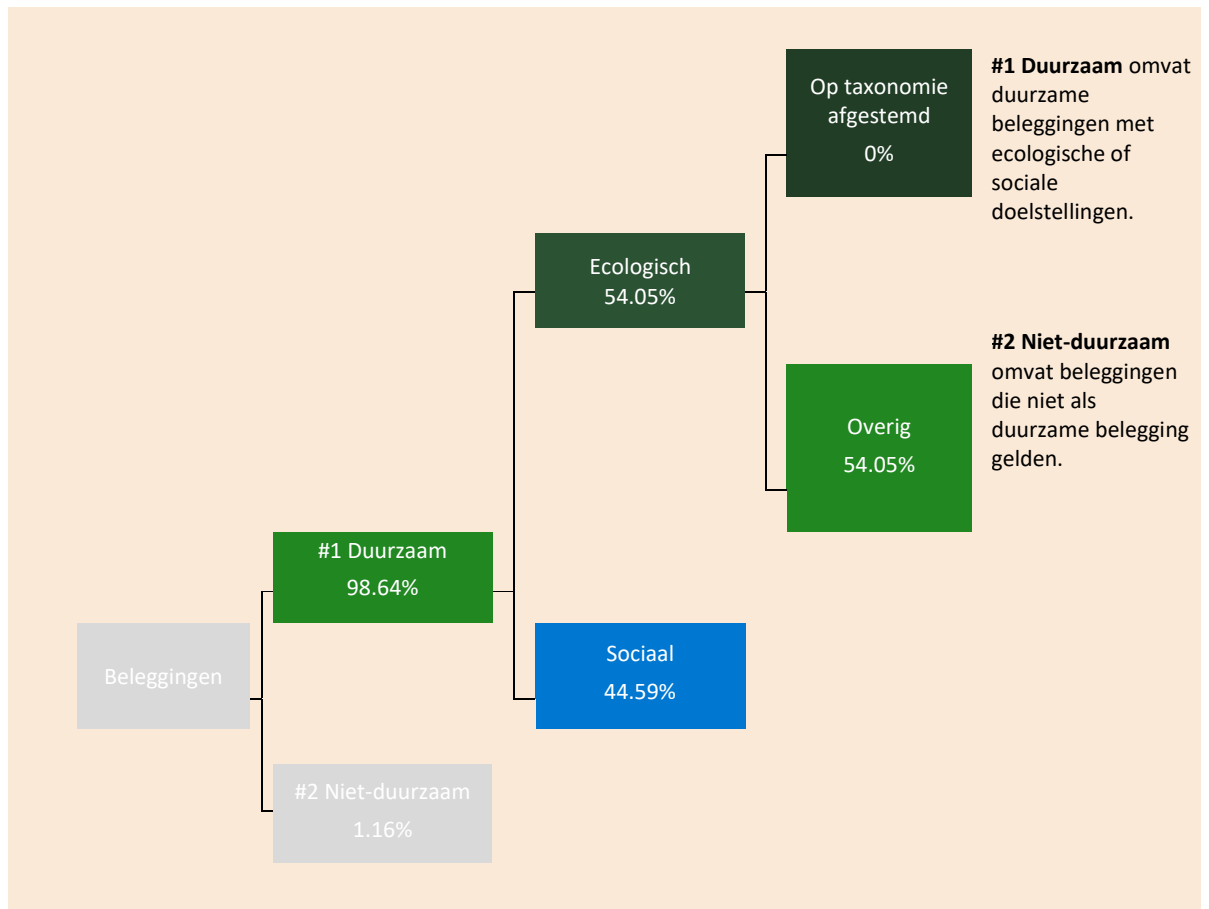 Op taxonomie
afgestemd
0%
#1 Duurzaam omvat
duurzame
beleggingen met
ecologische of
sociale
doelstellingen.
Ecologisch
54.05%
#2 Niet-duurzaam
omvat beleggingen
die niet als
duurzame belegging
gelden.
Overig
54.05%
#1 Duurzaam
98.64%
Sociaal
44.59%
Beleggingen
#2 Niet-duurzaam
1.16%